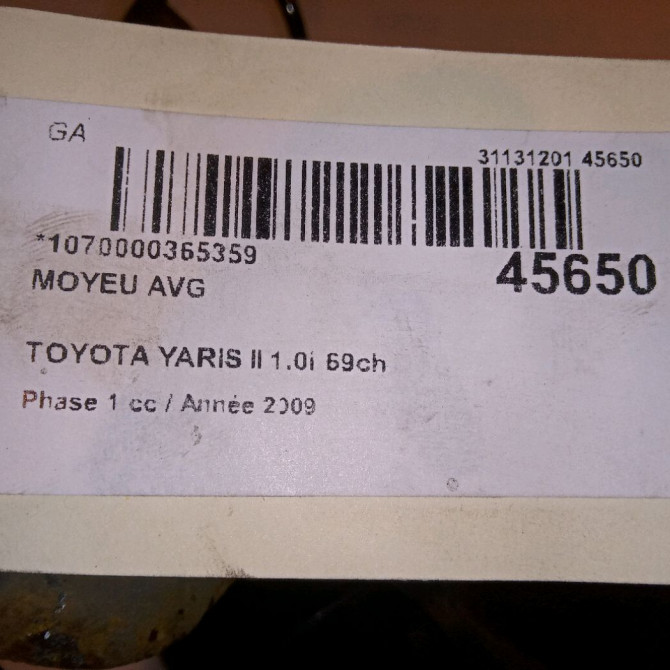 GA
31131201 45650
*1070000365359
45650
MOYEU AVG
TOYOTA YARIS II 1.0i 69ch
Phase 1 cc / Année 2009